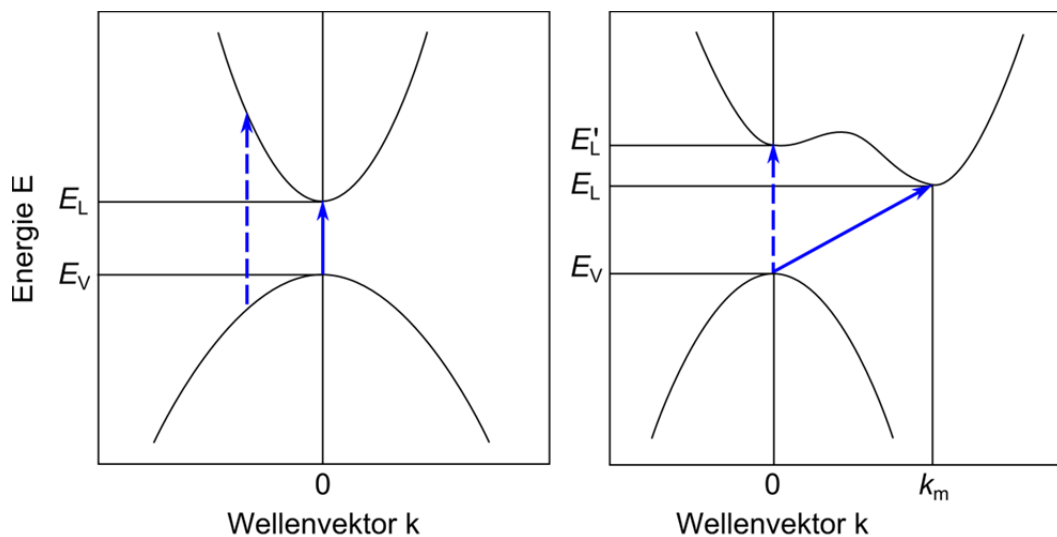 Energie E
E_L
E_V
0
Wellenvektor k
E'_L
E_L
E_V
0
k_m
Wellenvektor k